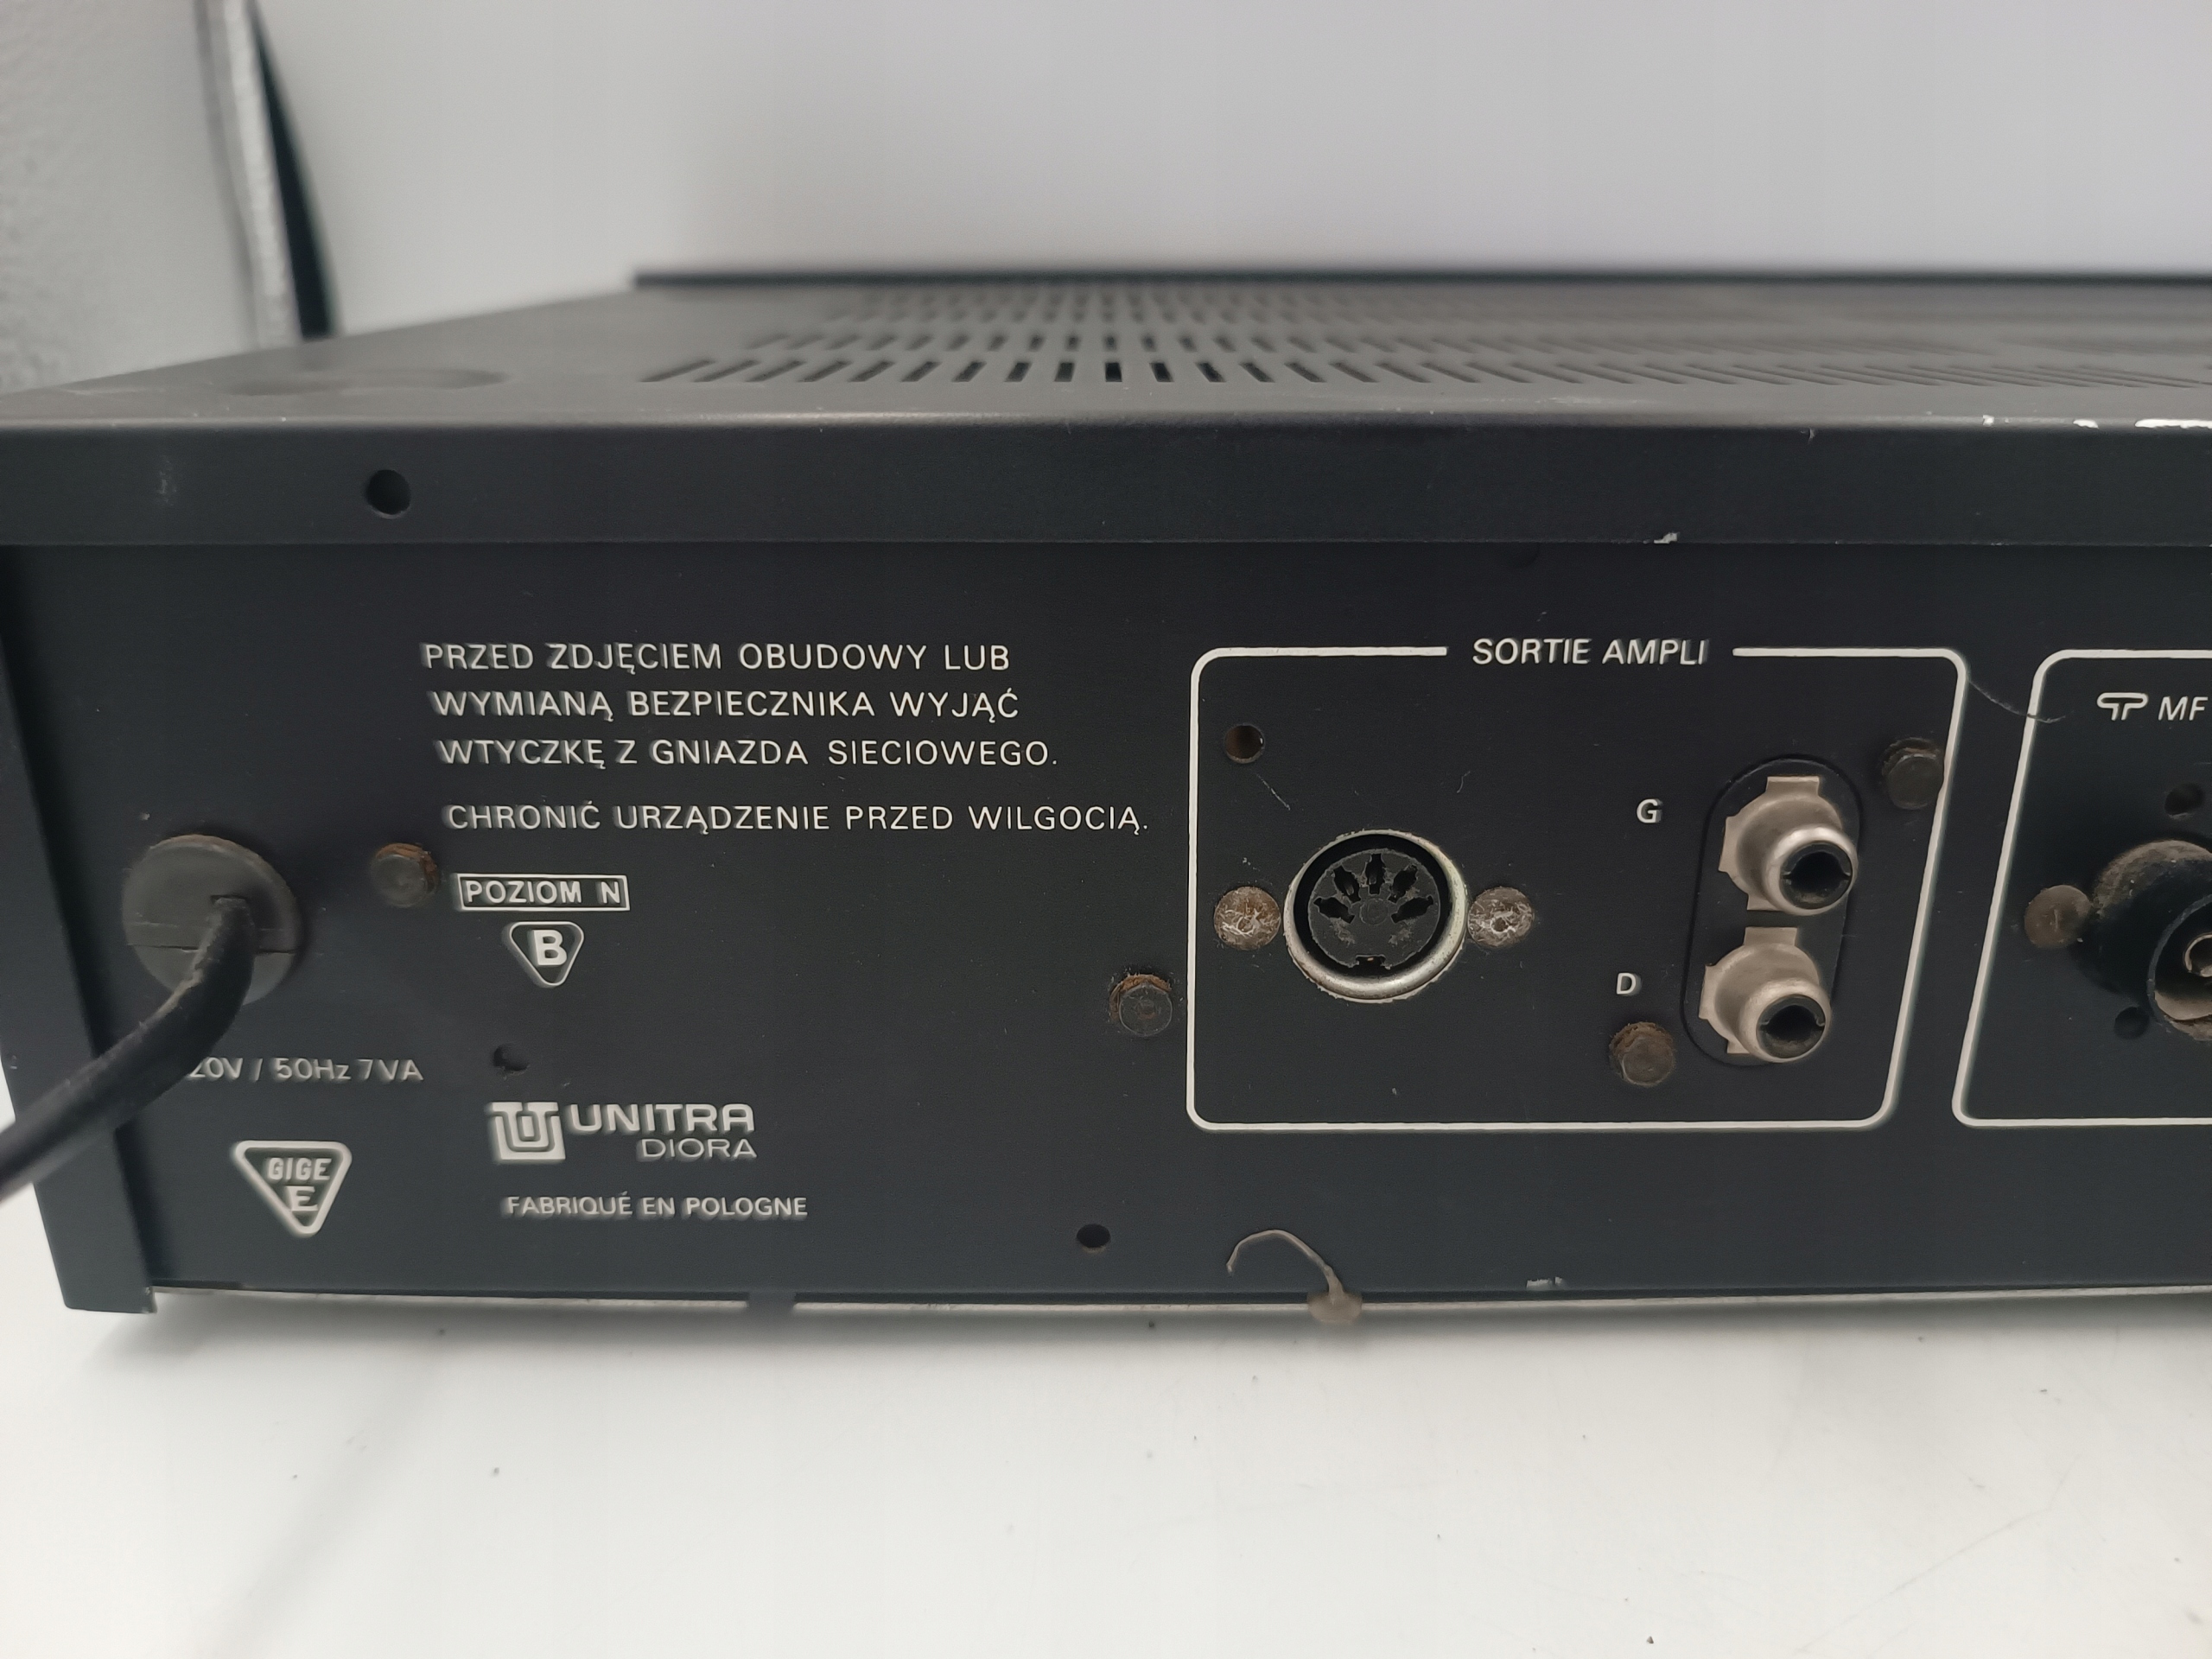 PRZED ZDJĘCIEM OBUDOWY LUB
WYMIANĄ BEZPIECZNIKA WYJĄĆ
WTYCZKĘ Z GNIAZDA SIECIOWEGO.
CHRONIĆ URZĄDZENIE PRZED WILGOCIĄ.
POZIOM N
B
20V / 50Hz 7VA
GIGE
E
UNITRA
DIORA
FABRIQUÉ EN POLOGNE
SORTIE AMPLI
G
D
MF